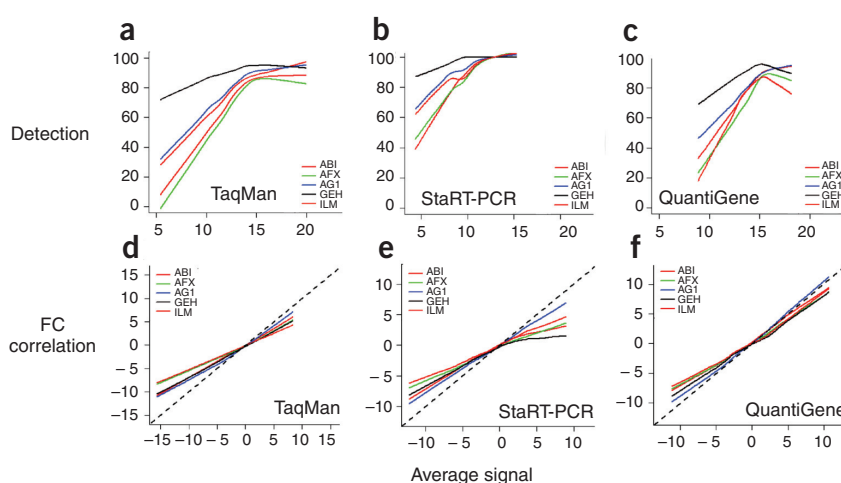 a
100
80
60
40
20
0
5
10
15
20
TaqMan
ABI
AFX
AG1
GEH
ILM
b
100
80
60
40
20
0
5
10
15
20
StaRT-PCR
ABI
AFX
AG1
GEH
ILM
c
100
80
60
40
20
0
5
10
15
20
QuantiGene
ABI
AFX
AG1
GEH
ILM
Detection
d
15
10
5
0
–5
–10
–15
–15
–10
–5
0
5
10
15
TaqMan
ABI
AFX
AG1
GEH
ILM
e
10
5
0
–5
–10
–10
–5
0
5
10
StaRT-PCR
ABI
AFX
AG1
GEH
ILM
f
10
5
0
–5
–10
–10
–5
0
5
10
QuantiGene
ABI
AFX
AG1
GEH
ILM
FC
correlation
Average signal